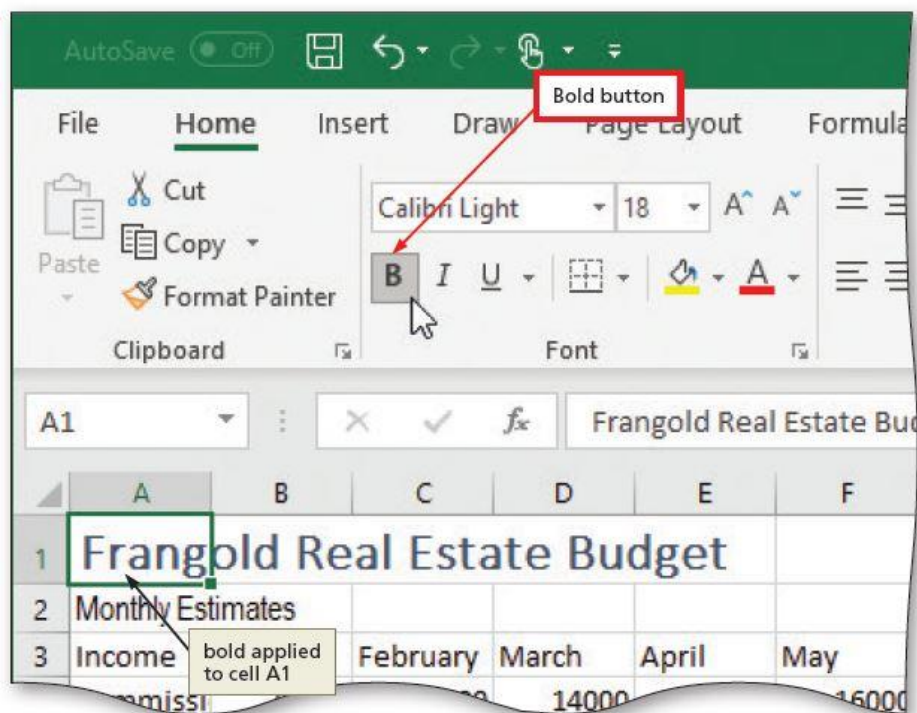 AutoSave Off
Bold button
File Home Insert Draw Page Layout Formula
Cut
Calibri Light 18 A A
Copy
Paste
B I U A
Format Painter
Clipboard Font
A1 fx Frangold Real Estate Bud
A B C D E F
1 Frangold Real Estate Budget
2 Monthly Estimates
3 Income February March April May
bold applied
to cell A1
14000 16000